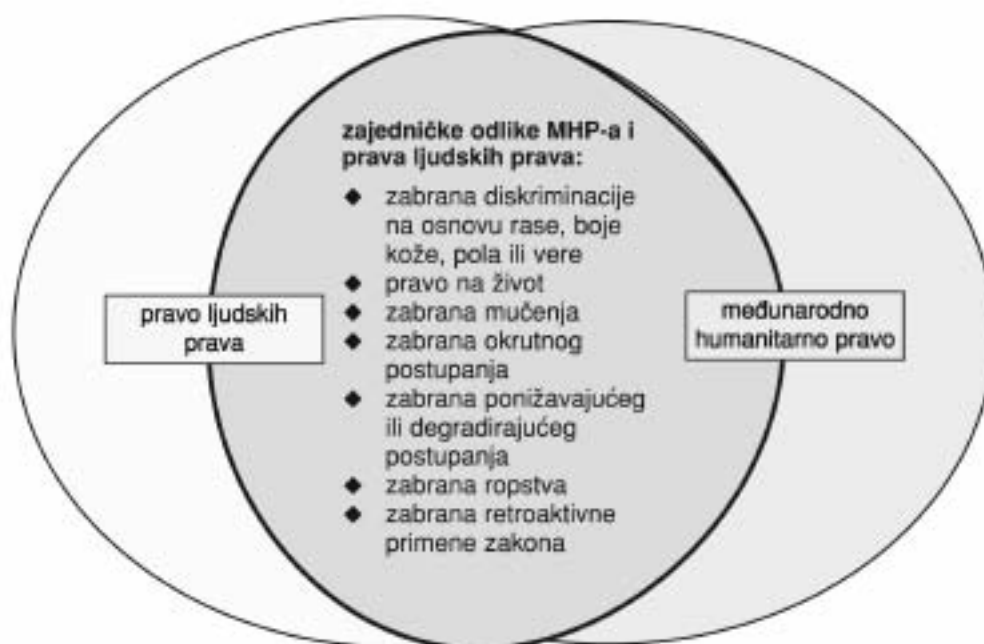 zajedničke odlike MHP-a i
prava ljudskih prava:
◆ zabrana diskriminacije
na osnovu rase, boje
kože, pola ili vere
◆ pravo na život
◆ zabrana mučenja
◆ zabrana okrutnog
postupanja
◆ zabrana ponižavajućeg
ili degradirajućeg
postupanja
◆ zabrana ropstva
◆ zabrana retroaktivne
primene zakona
pravo ljudskih
prava
međunarodno
humanitarno pravo